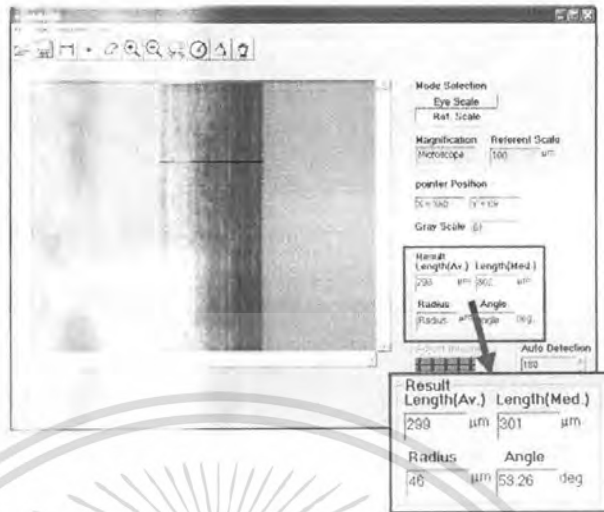 Mode Selection
Eye Scale
Ref. Scale
Magnification Referent Scale
Microscope 100 μm
pointer Position
Gray Scale
Result
Length(Av.) Length(Med.)
μm μm
Radius Angle
Radius μm deg.
Auto Detection
Result
Length(Av.) Length(Med.)
299 μm 301 μm
Radius Angle
46 μm 53.26 deg